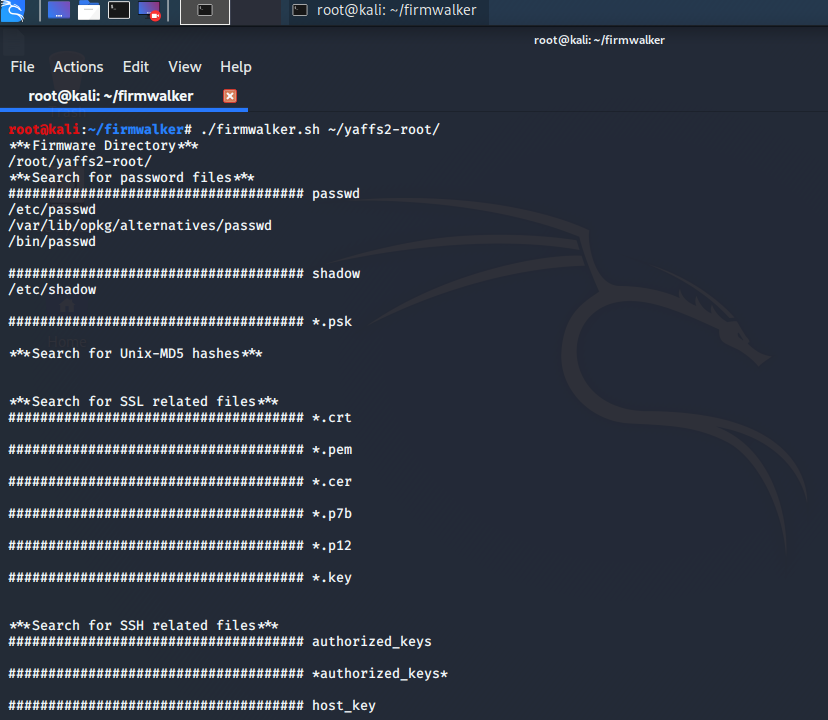 root@kali: ~/firmwalker
root@kali: ~/firmwalker
File Actions Edit View Help
root@kali: ~/firmwalker
root@kali:~/firmwalker# ./firmwalker.sh ~/yaffs2-root/
***Firmware Directory***
/root/yaffs2-root/
***Search for password files***
##################################### passwd
/etc/passwd
/var/lib/opkg/alternatives/passwd
/bin/passwd
##################################### shadow
/etc/shadow
##################################### *.psk
***Search for Unix-MD5 hashes***
***Search for SSL related files***
##################################### *.crt
##################################### *.pem
##################################### *.cer
##################################### *.p7b
##################################### *.p12
##################################### *.key
***Search for SSH related files***
##################################### authorized_keys
##################################### *authorized_keys*
##################################### host_key